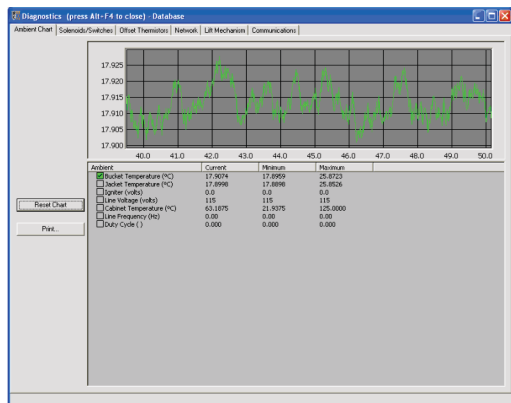 Diagnostics (press Alt-F4 to close) - Database
Ambient Chart Solenoids/Switches Offset Thermistors Network Lift Mechanism Communications
17.925
17.920
17.915
17.910
17.905
17.900
40.0 41.0 42.0 43.0 44.0 45.0 46.0 47.0 48.0 49.0 50.0
Ambient Current Minimum Maximum
Bucket Temperature (ºC) 17.9074 17.8959 25.8723
Jacket Temperature (ºC) 17.8998 17.8898 25.8526
Igniter (volts) 0.0 0.0 0.0
Line Voltage (volts) 115 115 115
Cabinet Temperature (ºC) 63.1875 21.9375 125.0000
Line Frequency (Hz) 0.00 0.00 0.00
Duty Cycle ( ) 0.000 0.000 0.000
Reset Chart
Print...